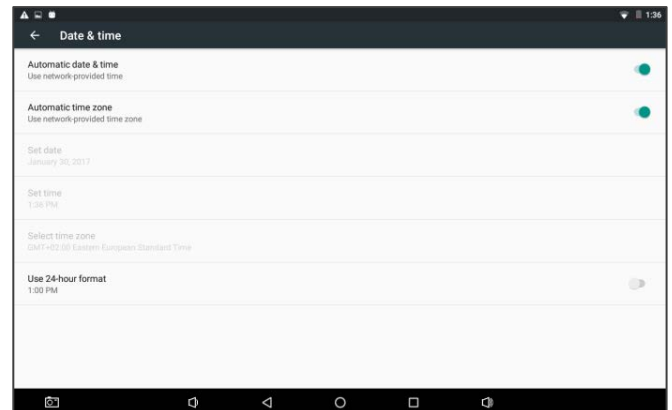 1:36
Date & time
Automatic date & time
Use network-provided time
Automatic time zone
Use network-provided time zone
Set date
January 30, 2017
Set time
1:36 PM
Select time zone
GMT+02:00 Eastern European Standard Time
Use 24-hour format
1:00 PM